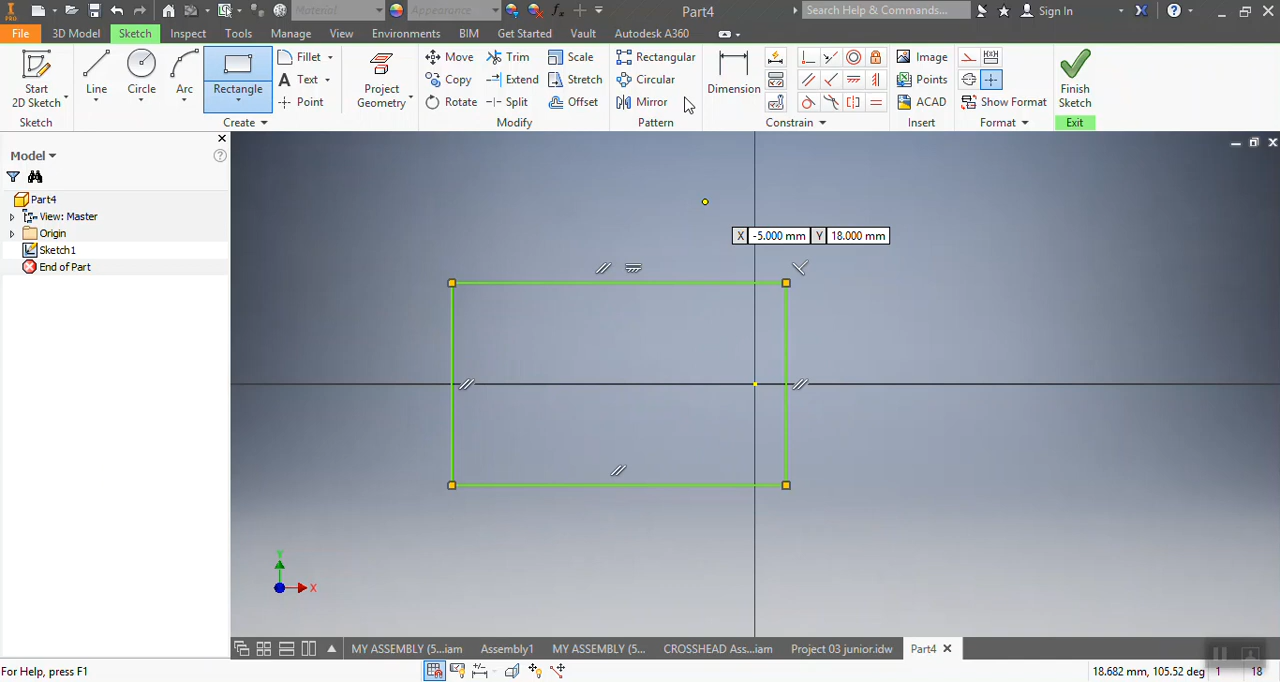 Material
Appearance
Part4
Search Help & Commands...
Sign In
PRO
File
3D Model
Sketch
Inspect
Tools
Manage
View
Environments
BIM
Get Started
Vault
Autodesk A360
Start
2D Sketch
Line
Circle
Arc
Rectangle
Fillet
Text
Point
Project
Geometry
Move
Copy
Rotate
Trim
Extend
Split
Scale
Stretch
Offset
Rectangular
Circular
Mirror
Dimension
Image
Points
ACAD
Show Format
Finish
Sketch
Sketch
Create
Modify
Pattern
Constrain
Insert
Format
Exit
Model
Part4
View: Master
Origin
Sketch1
End of Part
X -5.000 mm Y 18.000 mm
Y
X
MY ASSEMBLY (5...iam
Assembly1
MY ASSEMBLY (5...
CROSSHEAD Ass...iam
Project 03 junior.idw
Part4
For Help, press F1
18.682 mm, 105.52 deg 1 18